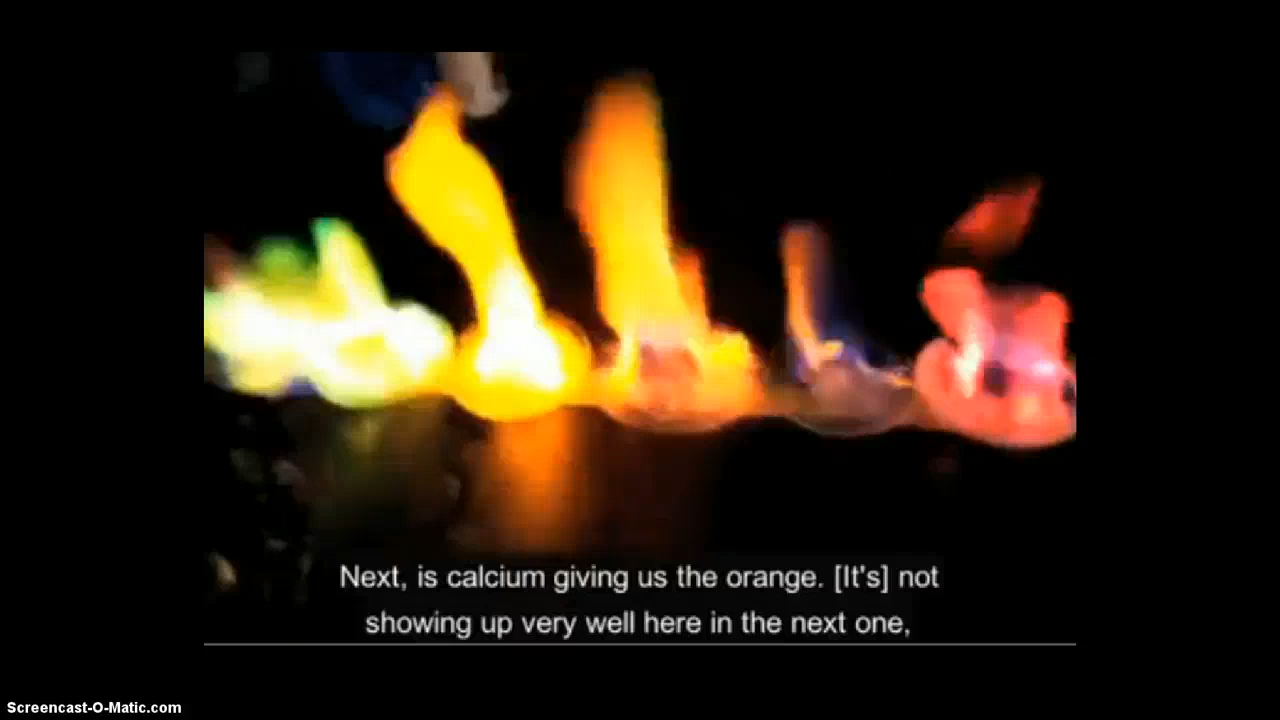 Next, is calcium giving us the orange. [It's] not
showing up very well here in the next one,
Screencast-O-Matic.com